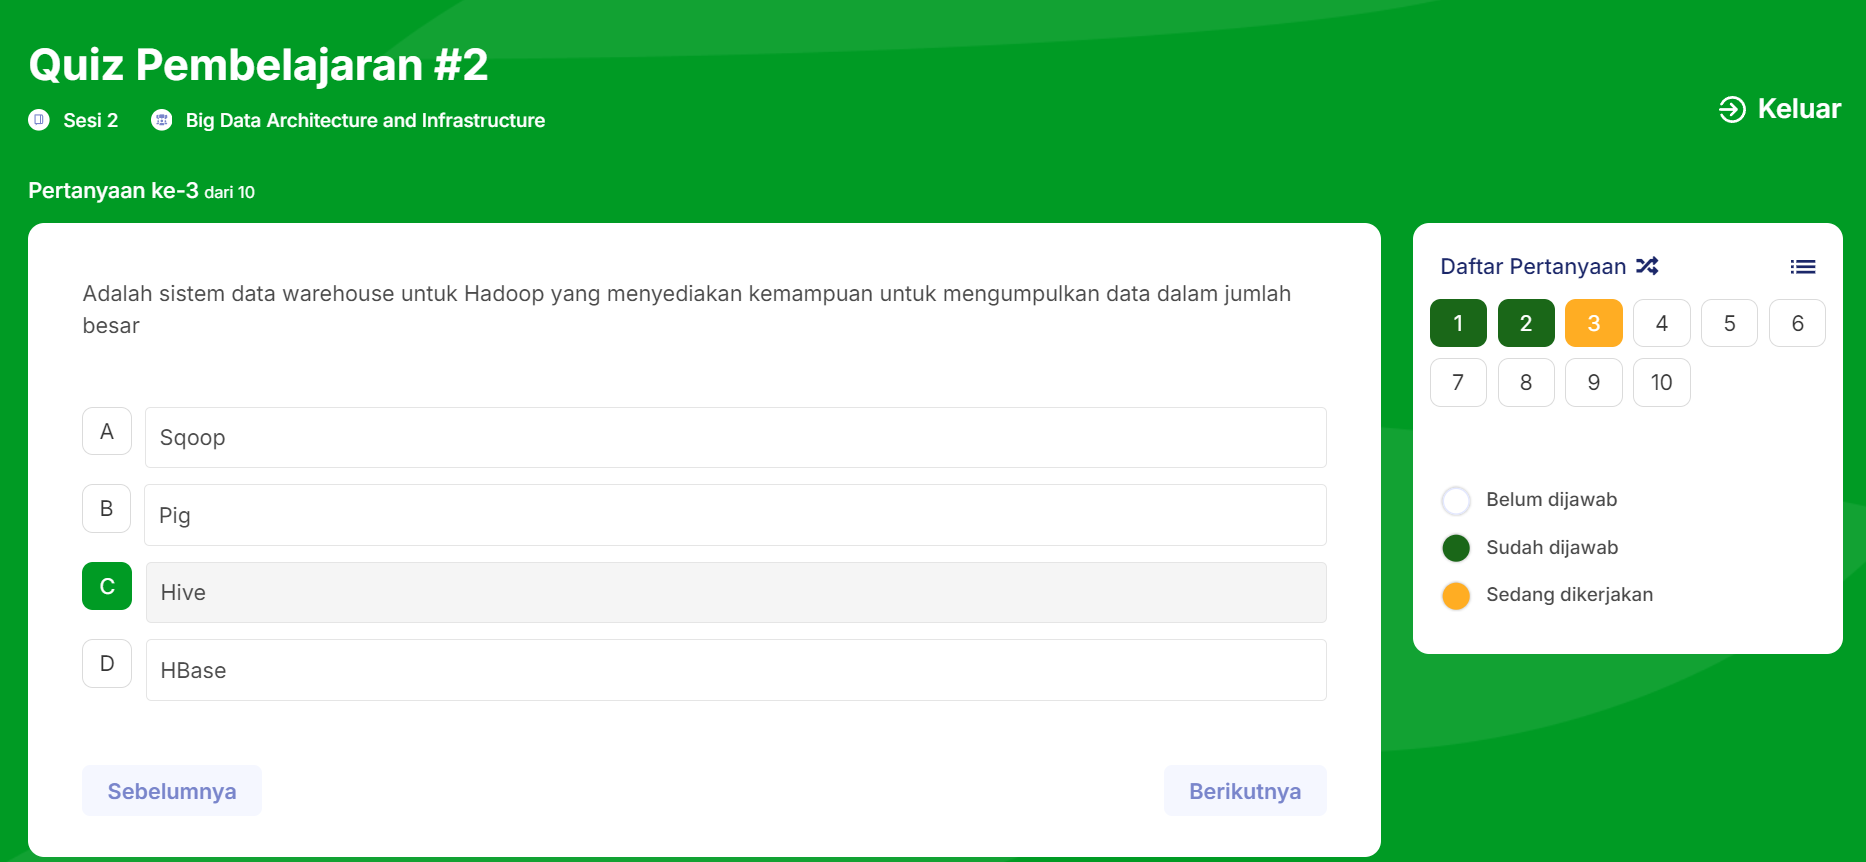 Quiz Pembelajaran #2
Sesi 2 Big Data Architecture and Infrastructure
Keluar
Pertanyaan ke-3 dari 10
Adalah sistem data warehouse untuk Hadoop yang menyediakan kemampuan untuk mengumpulkan data dalam jumlah
besar
A Sqoop
B Pig
C Hive
D HBase
Sebelumnya Berikutnya
Daftar Pertanyaan
1 2 3 4 5 6
7 8 9 10
Belum dijawab
Sudah dijawab
Sedang dikerjakan